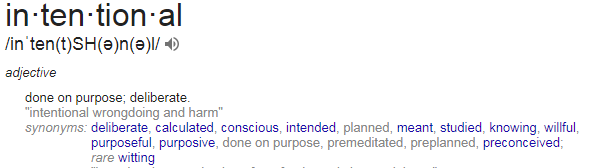 in·ten·tion·al
/inˈten(t)SH(ə)n(ə)l/
adjective
done on purpose; deliberate.
"intentional wrongdoing and harm"
synonyms: deliberate, calculated, conscious, intended, planned, meant, studied, knowing, willful,
purposeful, purposive, done on purpose, premeditated, preplanned, preconceived;
rare witting